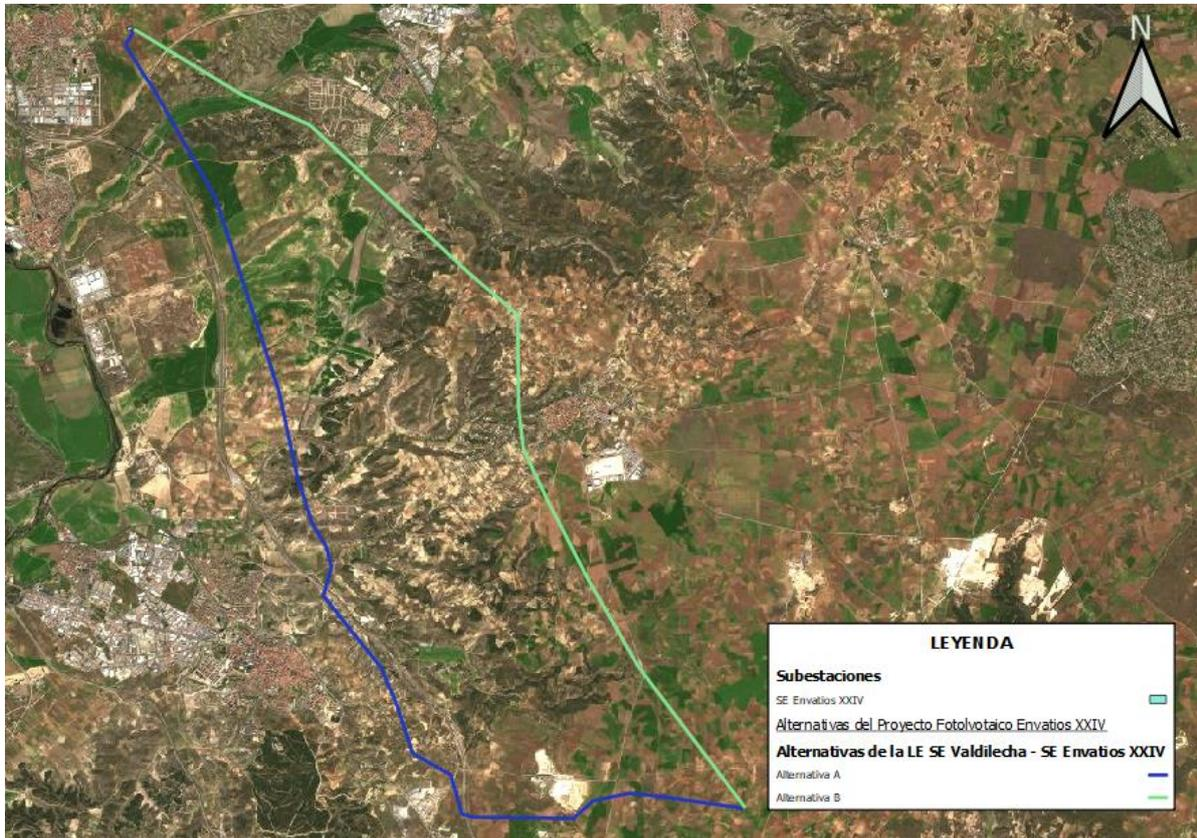 N
LEYENDA
Subestaciones
SE Envatios XXIV
Alternativas del Proyecto Fotolvotaico Envatios XXIV
Alternativas de la LE SE Valdilecha - SE Envatios XXIV
Alternativa A
Alternativa B